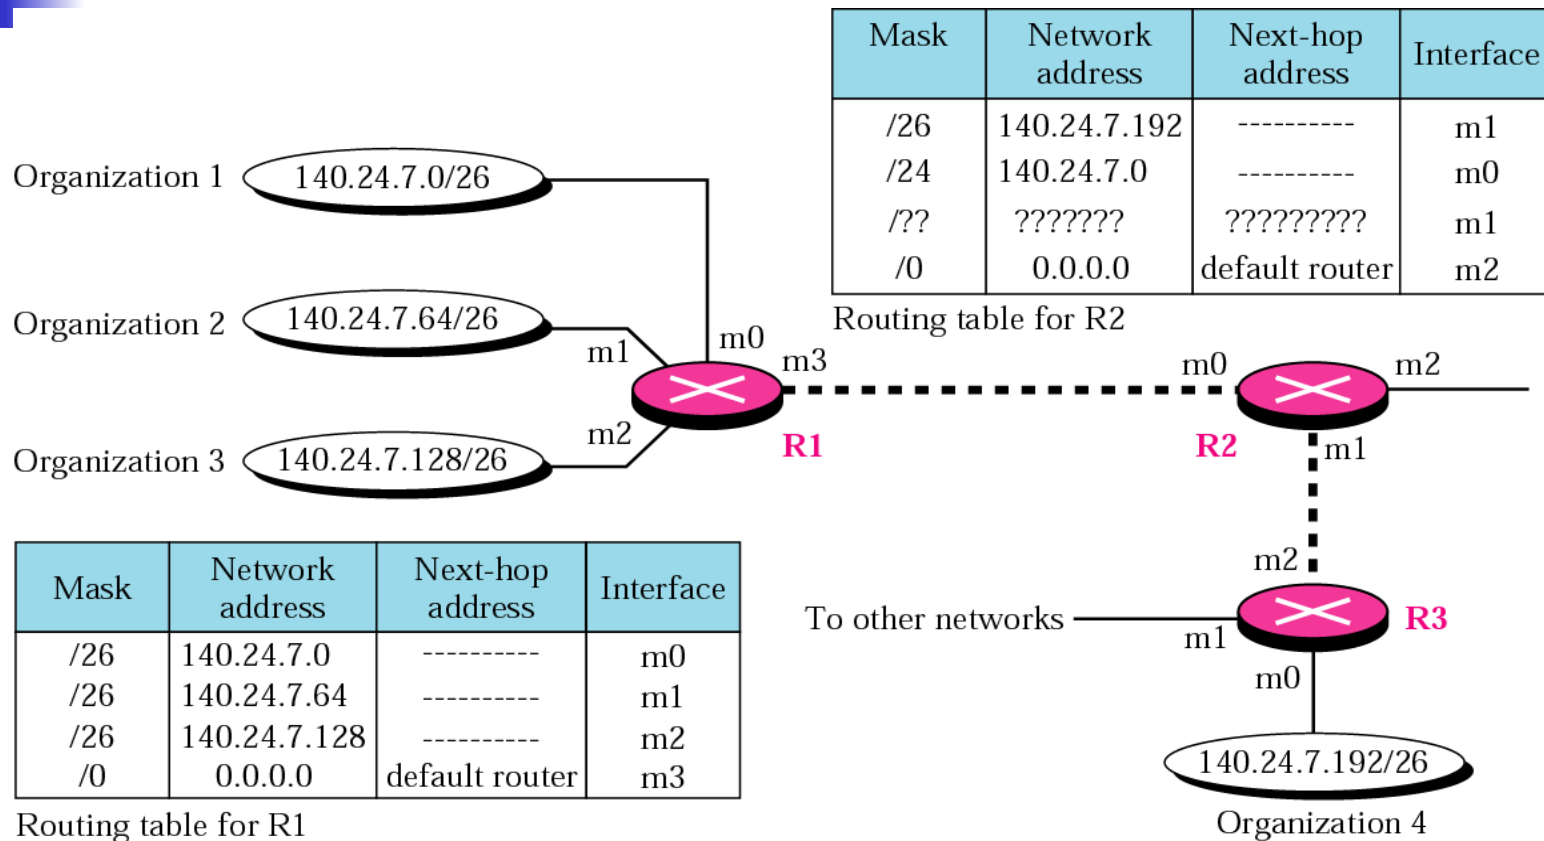 Mask Network address Next-hop address Interface
/26 140.24.7.192 ---------- m1
/24 140.24.7.0 ---------- m0
/?? ??????? ????????? m1
/0 0.0.0.0 default router m2
Routing table for R2
Organization 1 140.24.7.0/26
Organization 2 140.24.7.64/26
Organization 3 140.24.7.128/26
m0
m1
m2
m3
R1
m0
m2
R2
m1
m2
To other networks
R3
m1
m0
140.24.7.192/26
Organization 4
Mask Network address Next-hop address Interface
/26 140.24.7.0 ---------- m0
/26 140.24.7.64 ---------- m1
/26 140.24.7.128 ---------- m2
/0 0.0.0.0 default router m3
Routing table for R1